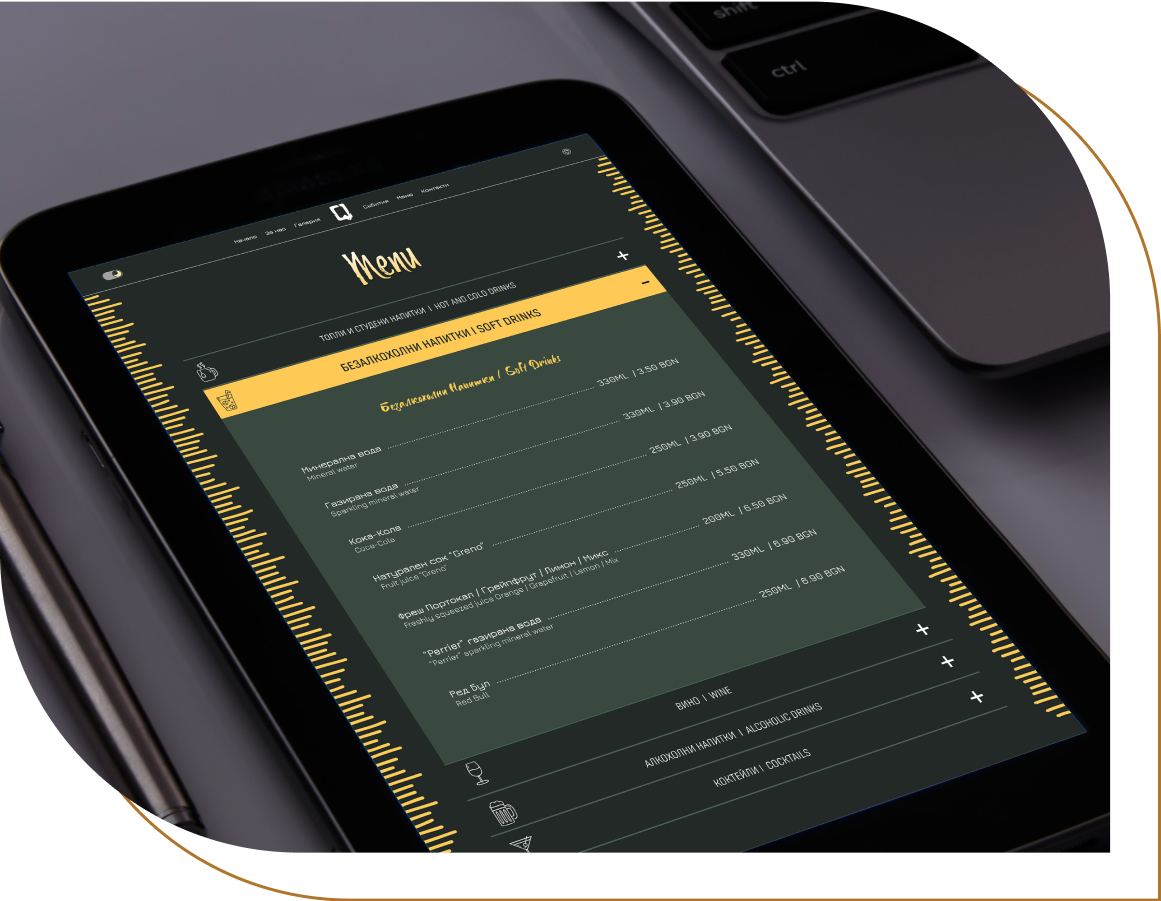 shift
ctrl
Начало За нас Галерия Събития Меню Контакти
Menu
ТОПЛИ И СТУДЕНИ НАПИТКИ | HOT AND COLD DRINKS
БЕЗАЛКОХОЛНИ НАПИТКИ | SOFT DRINKS
Безалкохолни Напитки / Soft Drinks
Минерална вода 330ML / 3.50 BGN
Mineral water
Газирана вода 330ML / 3.90 BGN
Sparkling mineral water
Кока-Кола 250ML / 3.90 BGN
Coca-Cola
Натурален сок "Greno" 250ML / 5.50 BGN
Fruit juice "Greno"
Фреш Портокал / Грейпфрут / Лимон / Микс 200ML / 6.50 BGN
Freshly squeezed juice Orange / Grapefruit / Lemon / Mix
"Perrier" газирана вода 330ML / 6.90 BGN
"Perrier" sparkling mineral water
Ред Бул 250ML / 6.90 BGN
Red Bull
ВИНО | WINE
АЛКОХОЛНИ НАПИТКИ | ALCOHOLIC DRINKS
КОКТЕЙЛИ | COCKTAILS